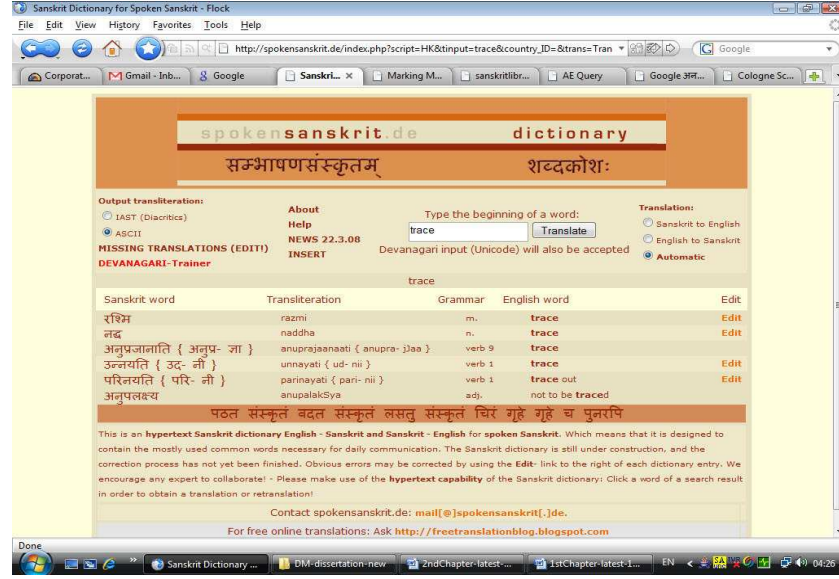 Sanskrit Dictionary for Spoken Sanskrit - Flock
File Edit View History Favorites Tools Help
http://spokensanskrit.de/index.php?script=HK&tinput=trace&country_ID=&trans=Tran Google
Corporat... Gmail - Inb... Google Sanskri... Marking M... sanskritlibr... AE Query Google अन... Cologne Sc...
spokensanskrit.de dictionary
सम्भाषणसंस्कृतम् शब्दकोशः
Output transliteration:
IAST (Diacritics)
ASCII
MISSING TRANSLATIONS (EDIT!)
DEVANAGARI-Trainer
About
Help
NEWS 22.3.08
INSERT
Type the beginning of a word:
trace Translate
Devanagari input (Unicode) will also be accepted
Translation:
Sanskrit to English
English to Sanskrit
Automatic
trace
Sanskrit word Transliteration Grammar English word Edit
रश्मि razmi m. trace Edit
नद्ध naddha n. trace Edit
अनुप्रजानाति { अनुप्र- ज्ञा } anuprajaanaati { anupra- jJaa } verb 9 trace
उन्नयति { उद्- नी } unnayati { ud- nii } verb 1 trace Edit
परिनयति { परि- नी } parinayati { pari- nii } verb 1 trace out Edit
अनुपलक्ष्य anupalakSya adj. not to be traced
पठत संस्कृतं वदत संस्कृतं लसतु संस्कृतं चिरं गृहे गृहे च पुनरपि
This is an hypertext Sanskrit dictionary English - Sanskrit and Sanskrit - English for spoken Sanskrit. Which means that it is designed to
contain the mostly used common words necessary for daily communication. The Sanskrit dictionary is still under construction, and the
correction process has not yet been finished. Obvious errors may be corrected by using the Edit- link to the right of each dictionary entry. We
encourage any expert to collaborate! - Please make use of the hypertext capability of the Sanskrit dictionary: Click a word of a search result
in order to obtain a translation or retranslation!
Contact spokensanskrit.de: mail[@]spokensanskrit[.]de.
For free online translations: Ask http://freetranslationblog.blogspot.com
Done
Sanskrit Dictionary ... DM-dissertation-new 2ndChapter-latest-... 1stChapter-latest-1... EN 04:26